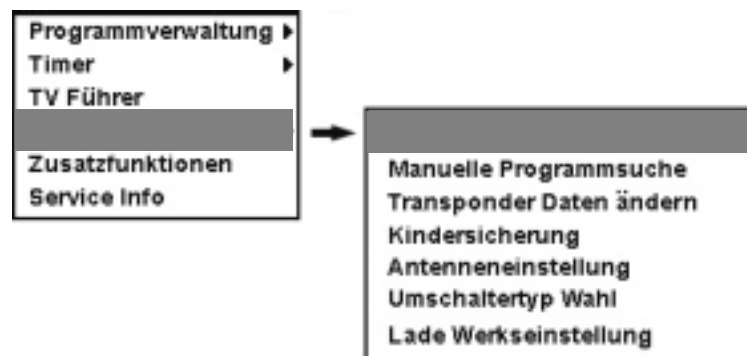 Programmverwaltung
Timer
TV Führer
Zusatzfunktionen
Service Info
Manuelle Programmsuche
Transponder Daten ändern
Kindersicherung
Antenneneinstellung
Umschaltertyp Wahl
Lade Werkseinstellung